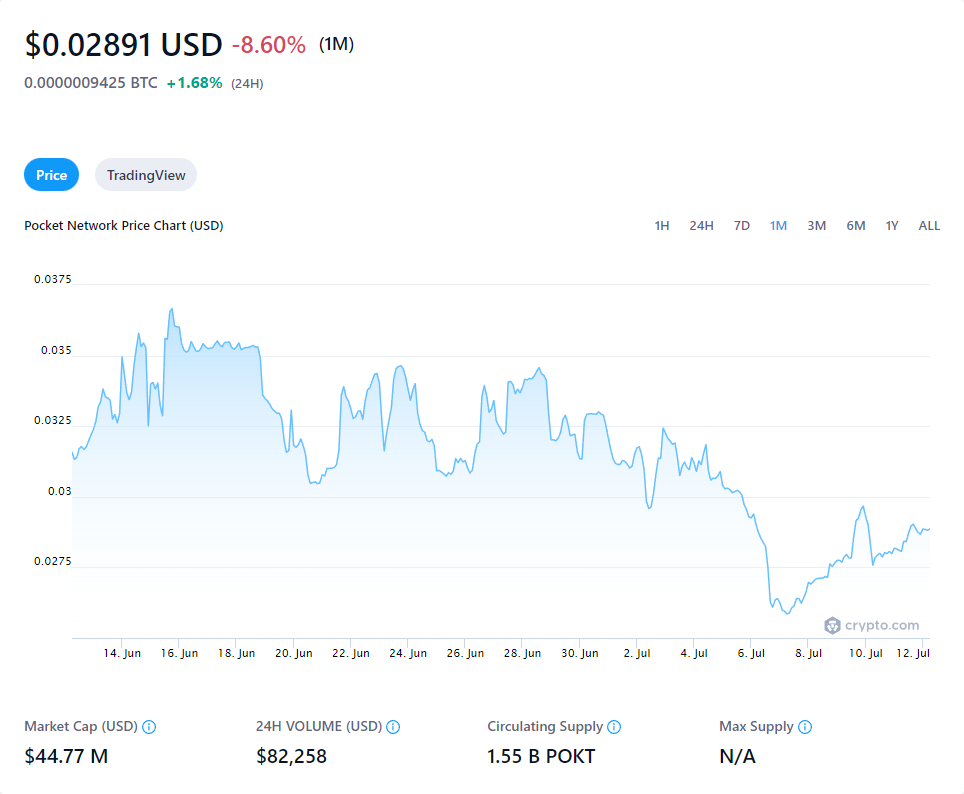 $0.02891 USD -8.60% (1M)
0.0000009425 BTC +1.68% (24H)
Price TradingView
Pocket Network Price Chart (USD) 1H 24H 7D 1M 3M 6M 1Y ALL
0.0375
0.035
0.0325
0.03
0.0275
crypto.com
14. Jun 16. Jun 18. Jun 20. Jun 22. Jun 24. Jun 26. Jun 28. Jun 30. Jun 2. Jul 4. Jul 6. Jul 8. Jul 10. Jul 12. Jul
Market Cap (USD) 24H VOLUME (USD) Circulating Supply Max Supply
$44.77 M $82,258 1.55 B POKT N/A